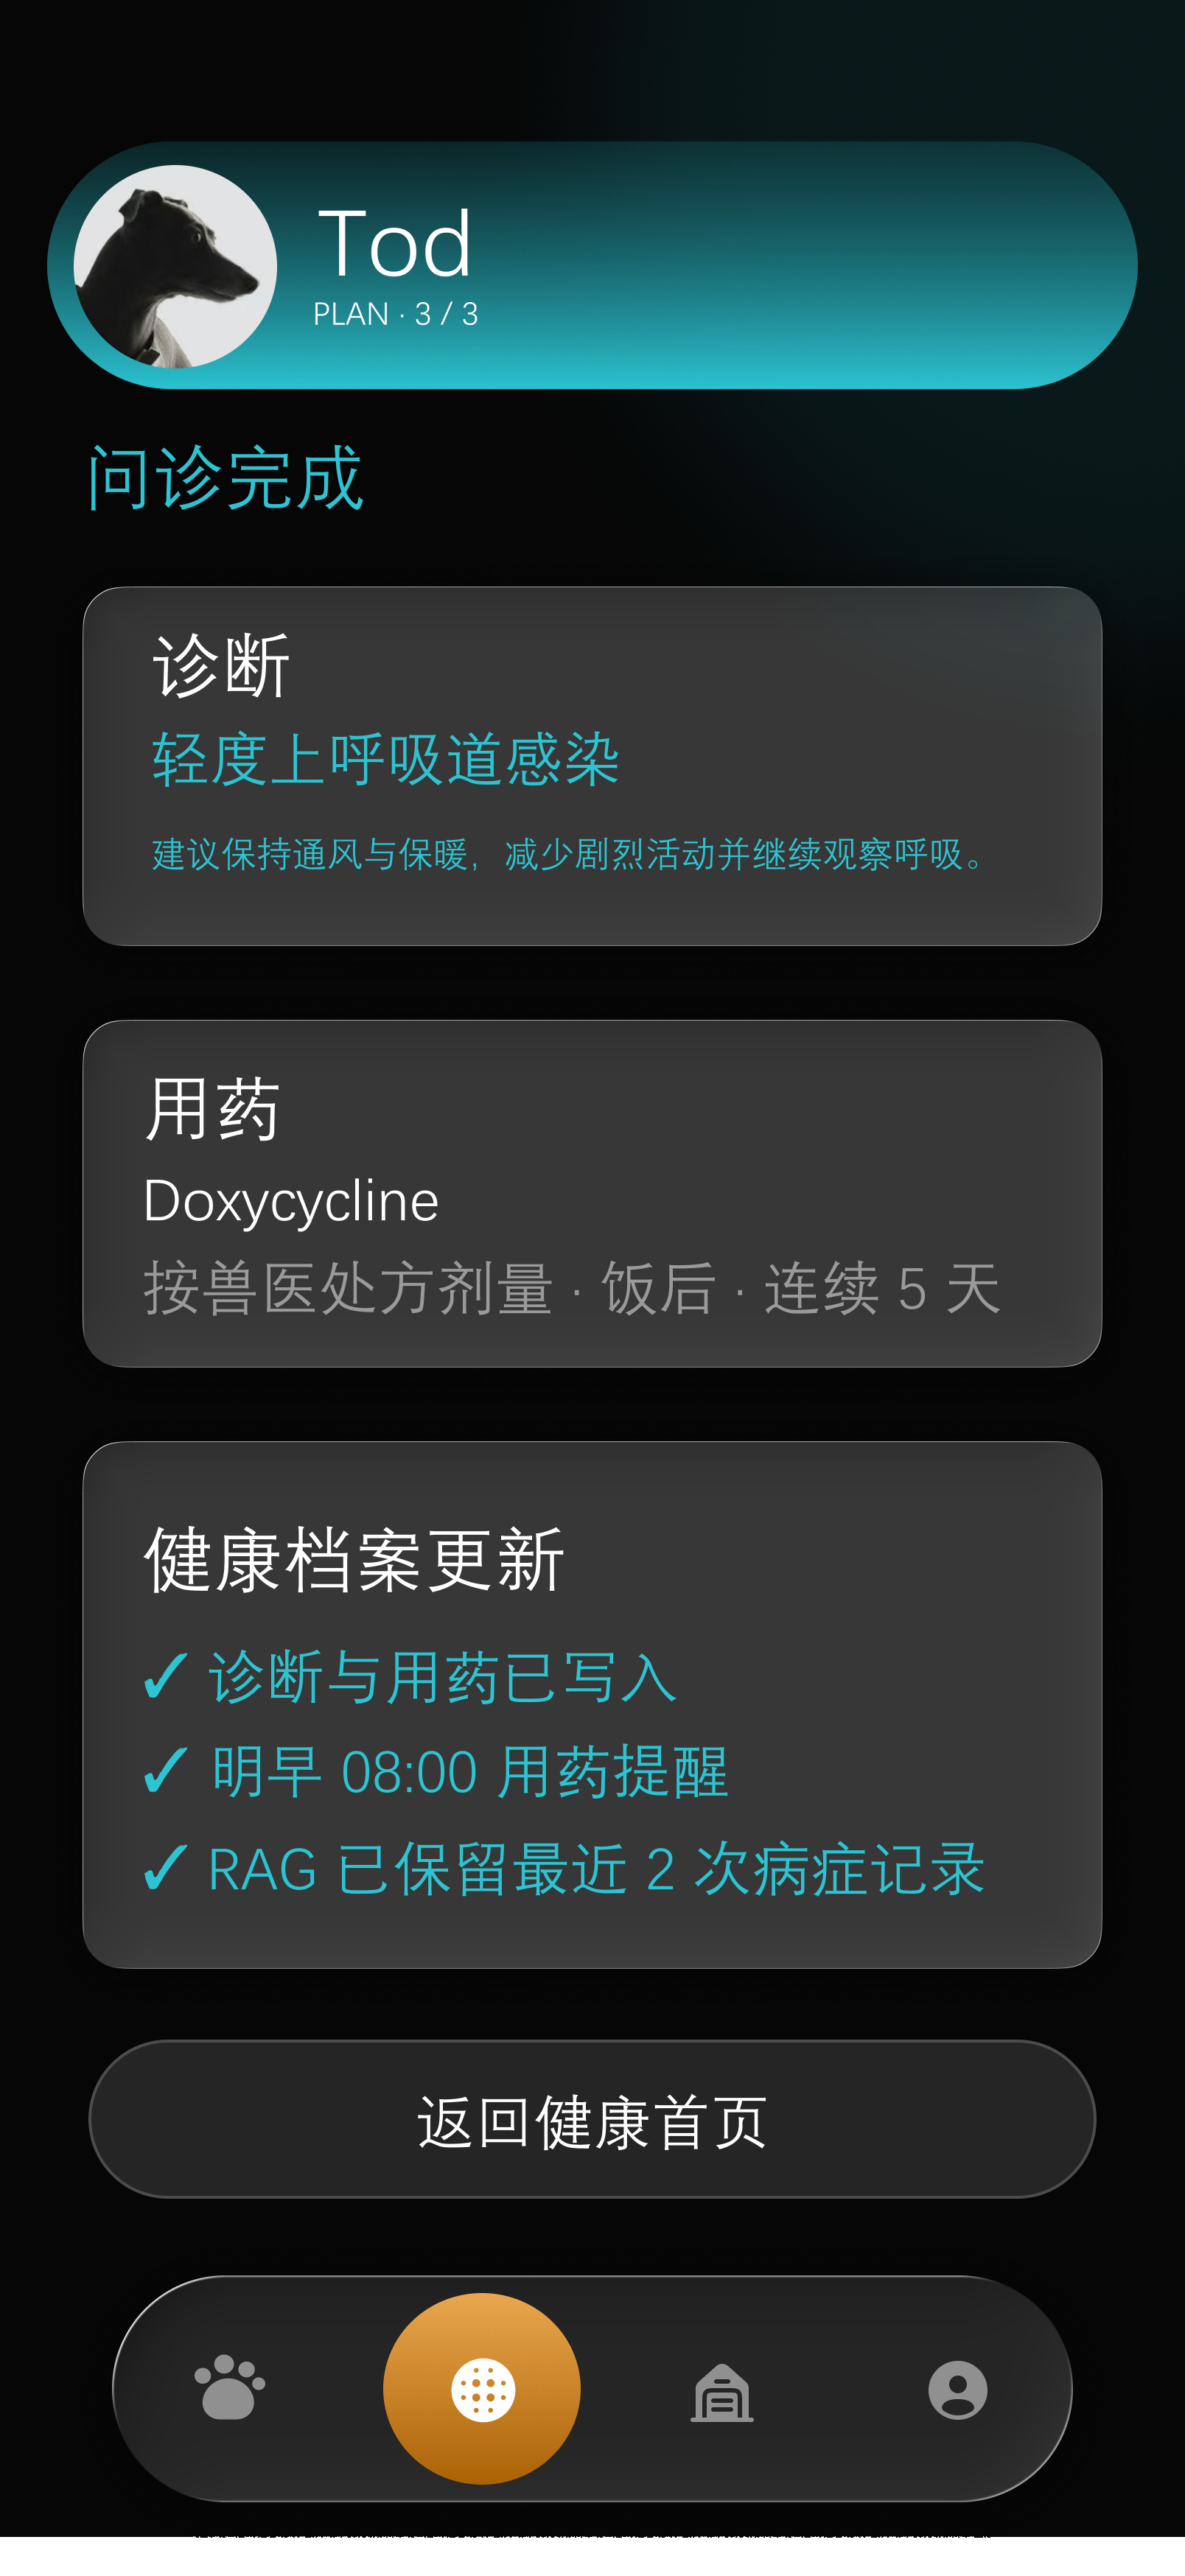 Tod
PLAN · 3 / 3
问诊完成
诊断
轻度上呼吸道感染
建议保持通风与保暖，减少剧烈活动并继续观察呼吸。
用药
Doxycycline
按兽医处方剂量 · 饭后 · 连续 5 天
健康档案更新
✓ 诊断与用药已写入
✓ 明早 08:00 用药提醒
✓ RAG 已保留最近 2 次病症记录
返回健康首页